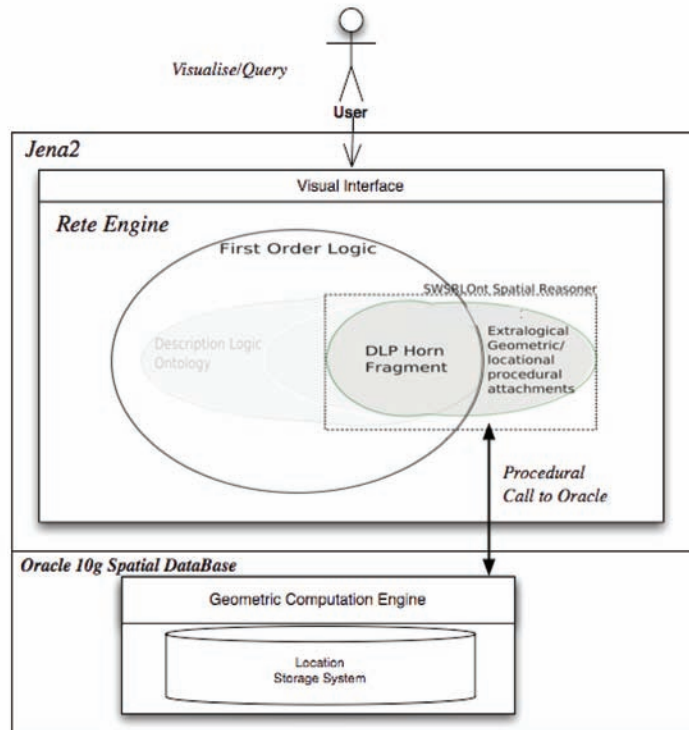 Visualise/Query
User
Jena2
Visual Interface
Rete Engine
First Order Logic
SWSRLOnt Spatial Reasoner
Description Logic
Ontology
DLP Horn
Fragment
Extralogical
Geometric/
locational
procedural
attachments
Procedural
Call to Oracle
Oracle 10g Spatial DataBase
Geometric Computation Engine
Location
Storage System